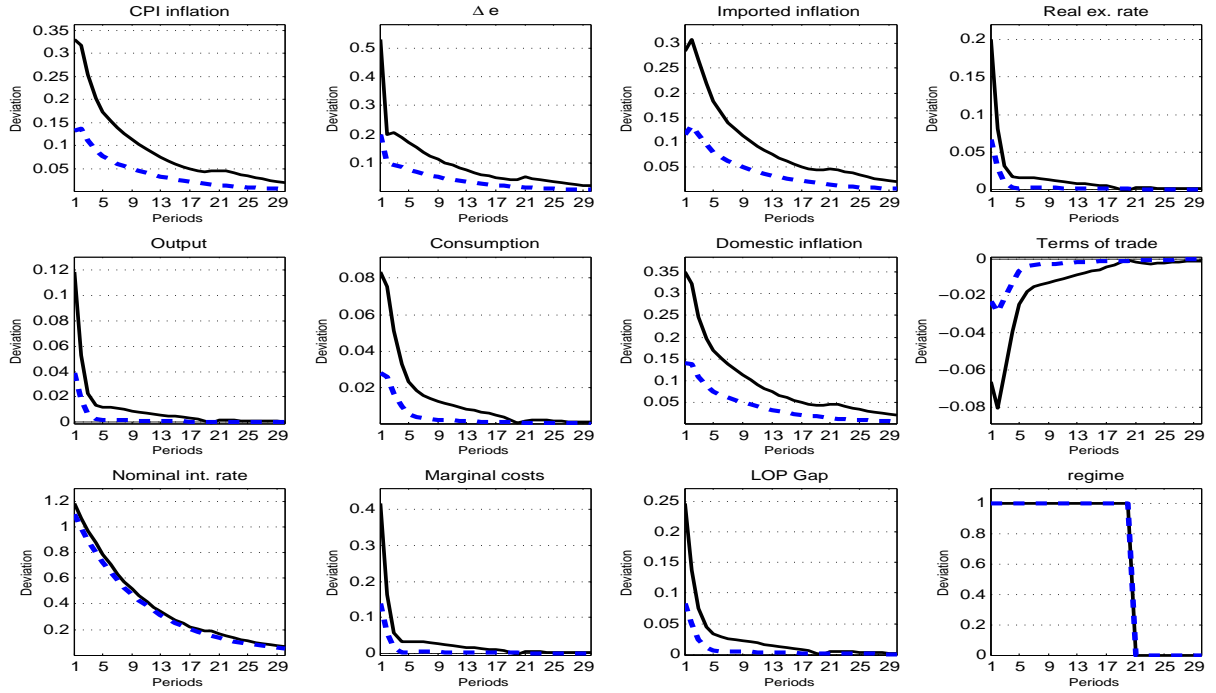 CPI inflation
Δ e
Imported inflation
Real ex. rate
Deviation
0.35
0.3
0.25
0.2
0.15
0.1
0.05
1 5 9 13 17 21 25 29
Periods
Deviation
0.5
0.4
0.3
0.2
0.1
1 5 9 13 17 21 25 29
Periods
Deviation
0.3
0.25
0.2
0.15
0.1
0.05
1 5 9 13 17 21 25 29
Periods
Deviation
0.2
0.15
0.1
0.05
0
1 5 9 13 17 21 25 29
Periods
Output
Consumption
Domestic inflation
Terms of trade
Deviation
0.12
0.1
0.08
0.06
0.04
0.02
0
1 5 9 13 17 21 25 29
Periods
Deviation
0.08
0.06
0.04
0.02
1 5 9 13 17 21 25 29
Periods
Deviation
0.35
0.3
0.25
0.2
0.15
0.1
0.05
1 5 9 13 17 21 25 29
Periods
Deviation
0
−0.02
−0.04
−0.06
−0.08
1 5 9 13 17 21 25 29
Periods
Nominal int. rate
Marginal costs
LOP Gap
regime
Deviation
1.2
1
0.8
0.6
0.4
0.2
1 5 9 13 17 21 25 29
Periods
Deviation
0.4
0.3
0.2
0.1
0
1 5 9 13 17 21 25 29
Periods
Deviation
0.25
0.2
0.15
0.1
0.05
0
1 5 9 13 17 21 25 29
Periods
Deviation
1
0.8
0.6
0.4
0.2
0
1 5 9 13 17 21 25 29
Periods